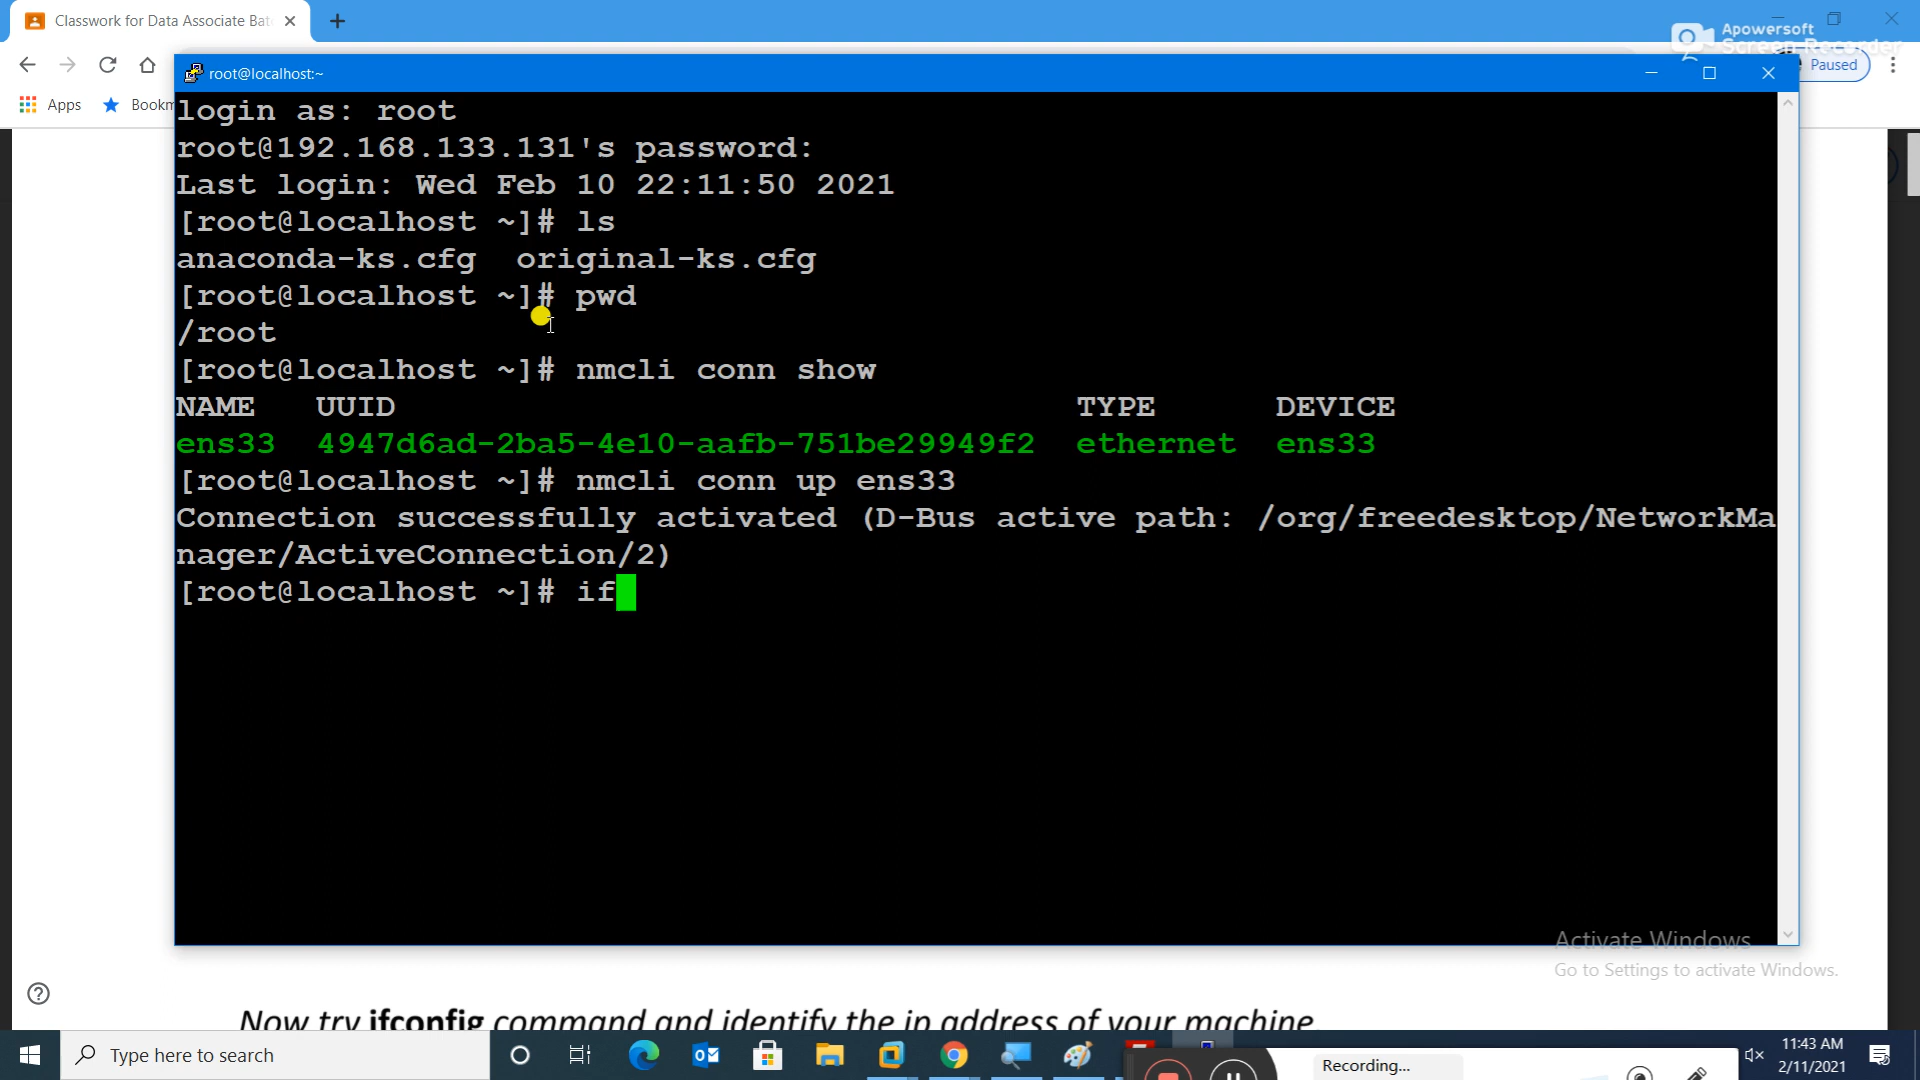 Classwork for Data Associate Bat
Apowersoft
Screen Recorder
Paused
Apps
Bookm
root@localhost:~
login as: root
root@192.168.133.131's password:
Last login: Wed Feb 10 22:11:50 2021
[root@localhost ~]# ls
anaconda-ks.cfg  original-ks.cfg
[root@localhost ~]# pwd
/root
[root@localhost ~]# nmcli conn show
NAME   UUID                                  TYPE      DEVICE
ens33  4947d6ad-2ba5-4e10-aafb-751be29949f2  ethernet  ens33
[root@localhost ~]# nmcli conn up ens33
Connection successfully activated (D-Bus active path: /org/freedesktop/NetworkMa
nager/ActiveConnection/2)
[root@localhost ~]# if
Activate Windows
Go to Settings to activate Windows.
Now try ifconfig command and identify the ip address of your machine.
Type here to search
Recording...
11:43 AM
2/11/2021